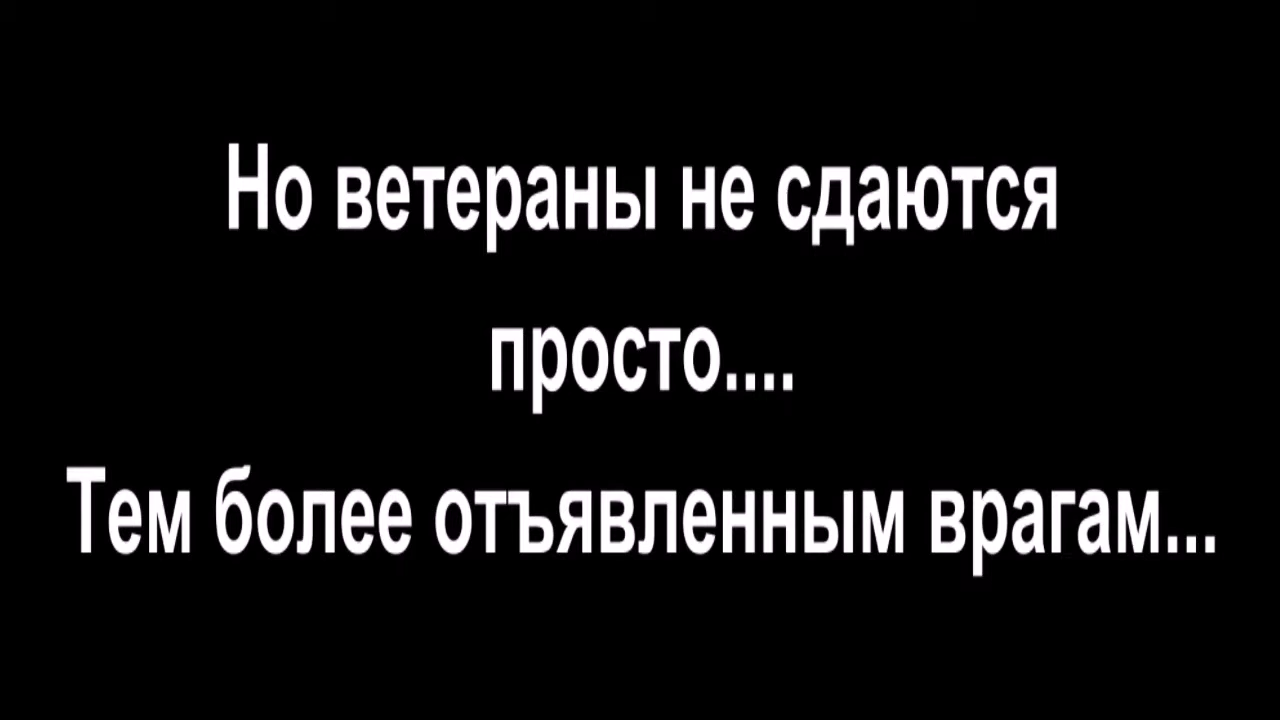 Но ветераны не сдаются
просто....
Тем более отъявленным врагам...